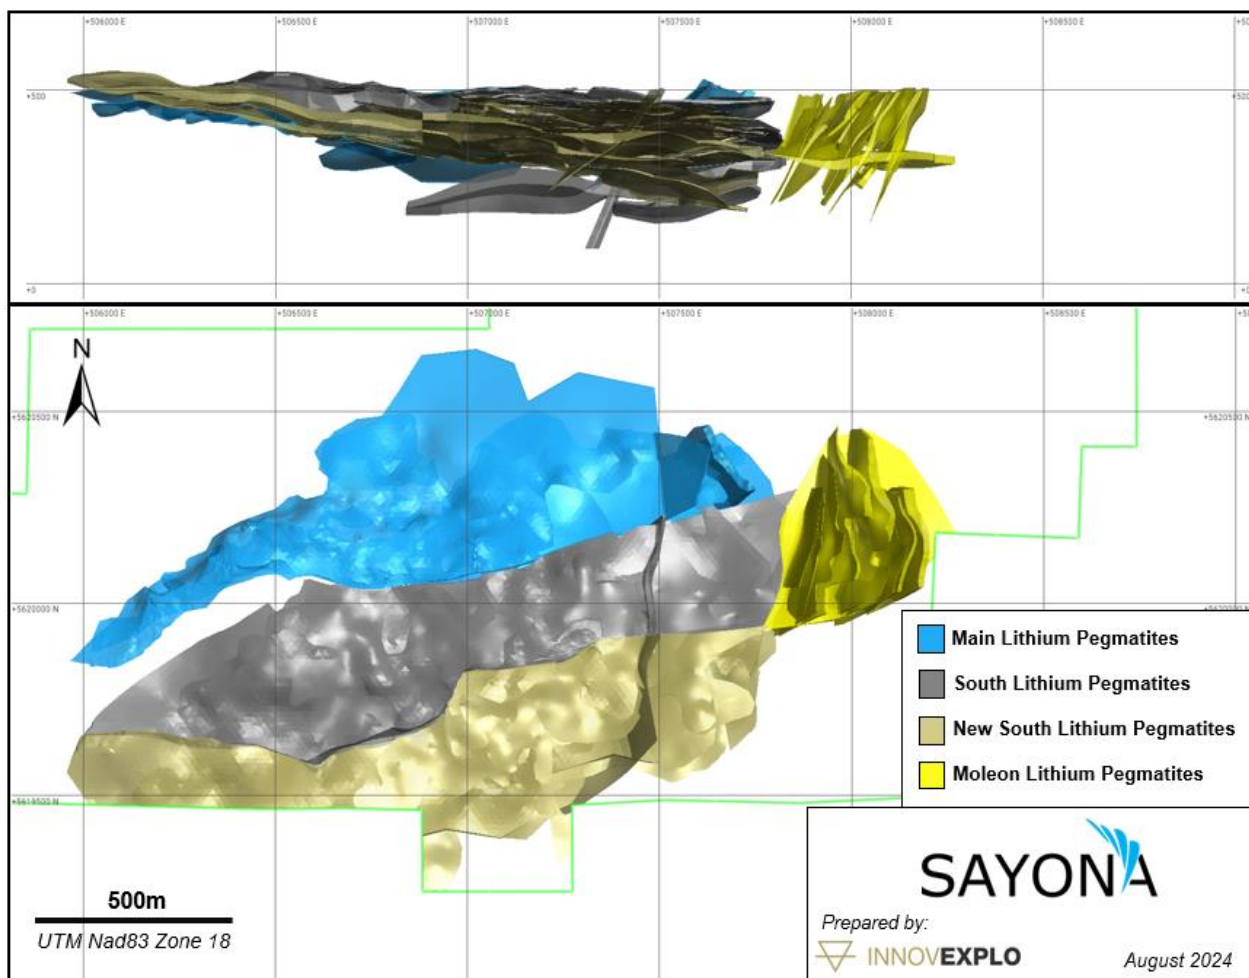 +506000 E
+506500 E
+507000 E
+507500 E
+508000 E
+508500 E
+500
+0
+506000 E
+506500 E
+507000 E
+507500 E
+508000 E
+508500 E
N
+5620500 N
+5620500 N
+5620000 N
+5619500 N
Main Lithium Pegmatites
South Lithium Pegmatites
New South Lithium Pegmatites
Moleon Lithium Pegmatites
500m
UTM Nad83 Zone 18
SAYONA
Prepared by:
INNOVEXPLO
August 2024